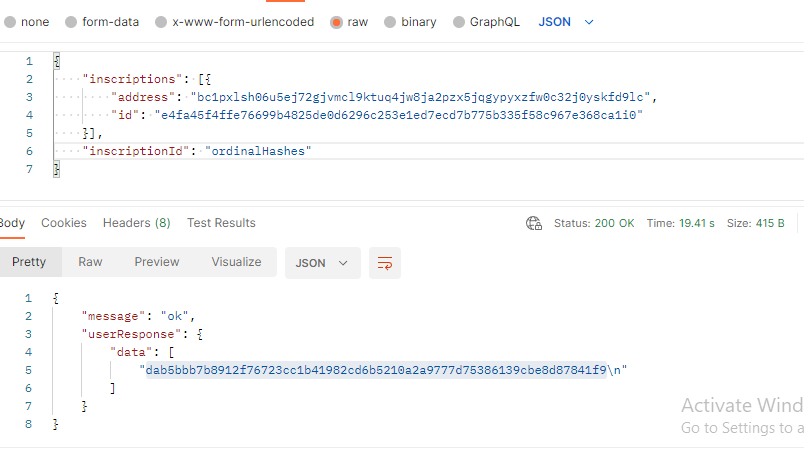 none form-data x-www-form-urlencoded raw binary GraphQL JSON
1 {
2 "inscriptions": [{
3 "address": "bc1pxlsh06u5ej72gjvmcl9ktuq4jw8ja2pzx5jqgypyxzfw0c32j0yskfd9lc",
4 "id": "e4fa45f4ffe76699b4825de0d6296c253e1ed7ecd7b775b335f58c967e368ca1i0"
5 }],
6 "inscriptionId": "ordinalHashes"
7 }
Body Cookies Headers (8) Test Results Status: 200 OK Time: 19.41 s Size: 415 B
Pretty Raw Preview Visualize JSON
1 {
2 "message": "ok",
3 "userResponse": {
4 "data": [
5 "dab5bbb7b8912f76723cc1b41982cd6b5210a2a9777d75386139cbe8d87841f9\n"
6 ]
7 }
8 }
Activate Wind
Go to Settings to a